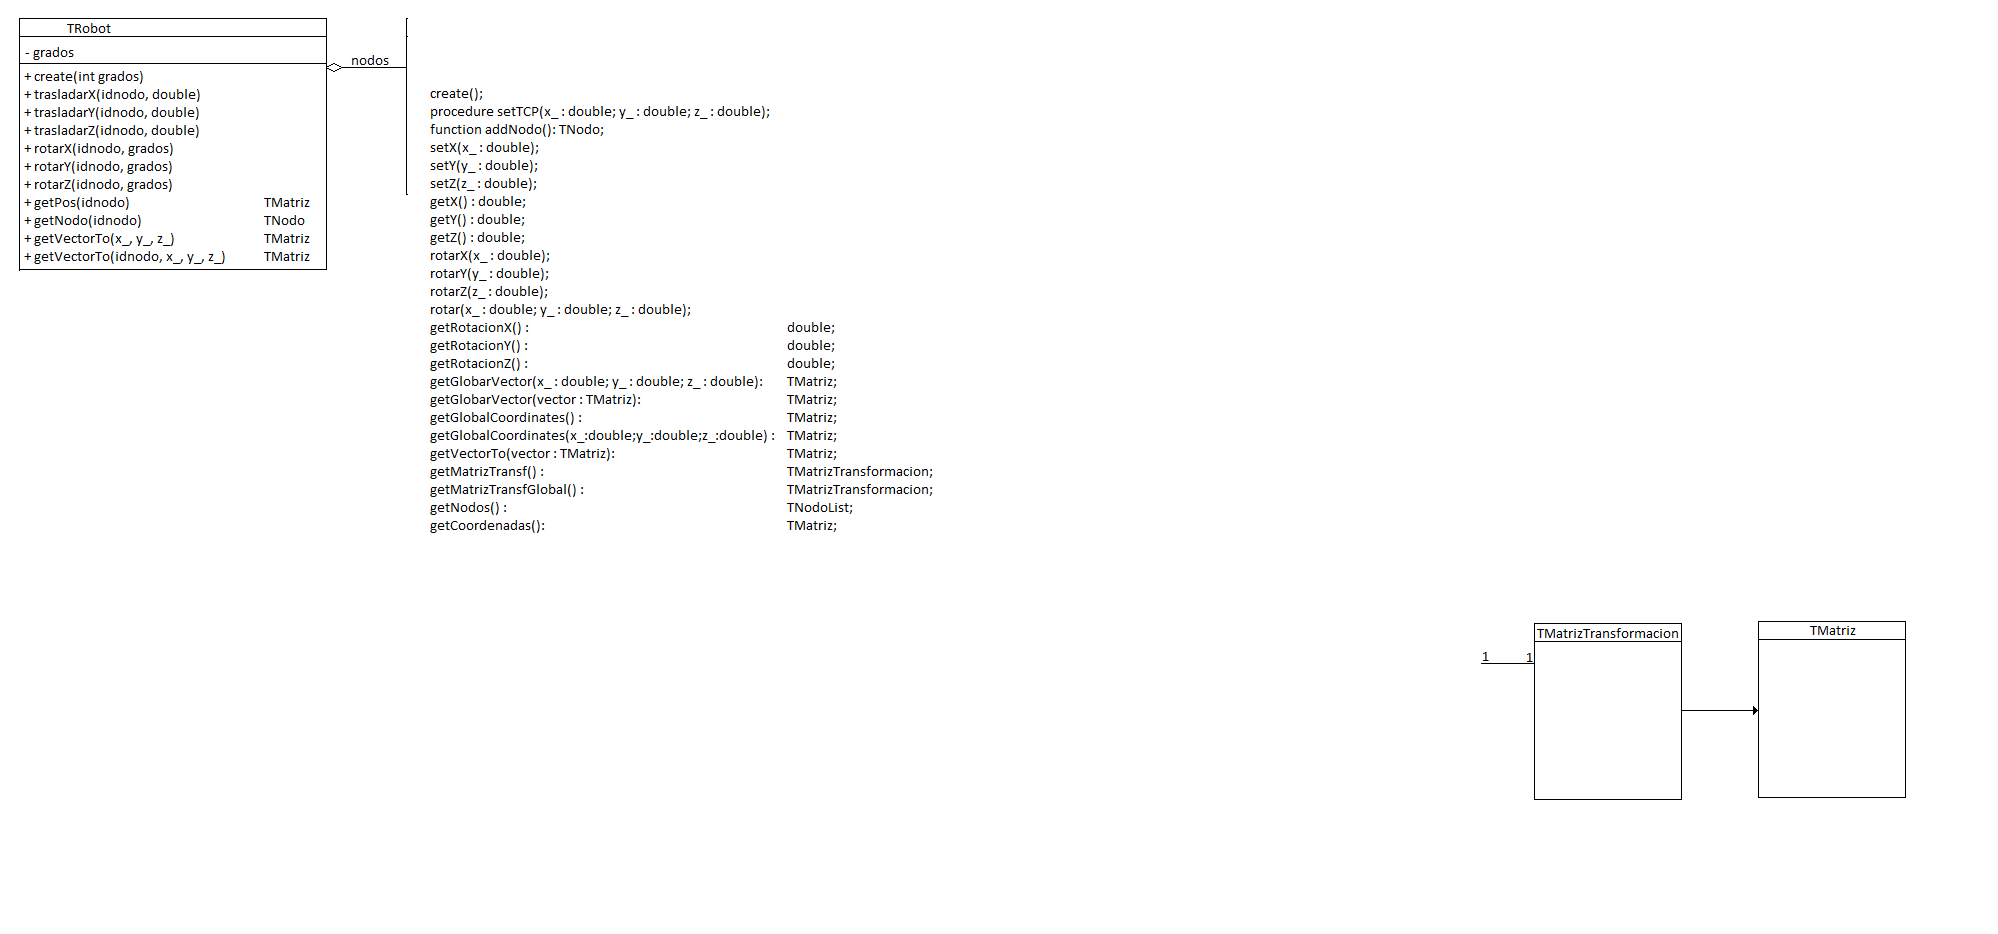 TRobot
- grados
+ create(int grados)
+ trasladarX(idnodo, double)
+ trasladarY(idnodo, double)
+ trasladarZ(idnodo, double)
+ rotarX(idnodo, grados)
+ rotarY(idnodo, grados)
+ rotarZ(idnodo, grados)
+ getPos(idnodo) TMatriz
+ getNodo(idnodo) TNodo
+ getVectorTo(x_, y_, z_) TMatriz
+ getVectorTo(idnodo, x_, y_, z_) TMatriz
nodos
create();
procedure setTCP(x_ : double; y_ : double; z_ : double);
function addNodo(): TNodo;
setX(x_ : double);
setY(y_ : double);
setZ(z_ : double);
getX() : double;
getY() : double;
getZ() : double;
rotarX(x_ : double);
rotarY(y_ : double);
rotarZ(z_ : double);
rotar(x_ : double; y_ : double; z_ : double);
getRotacionX() : double;
getRotacionY() : double;
getRotacionZ() : double;
getGlobarVector(x_ : double; y_ : double; z_ : double): TMatriz;
getGlobarVector(vector : TMatriz): TMatriz;
getGlobalCoordinates() : TMatriz;
getGlobalCoordinates(x_:double;y_:double;z_:double) : TMatriz;
getVectorTo(vector : TMatriz): TMatriz;
getMatrizTransf() : TMatrizTransformacion;
getMatrizTransfGlobal() : TMatrizTransformacion;
getNodos() : TNodoList;
getCoordenadas(): TMatriz;
1 1
TMatrizTransformacion
TMatriz